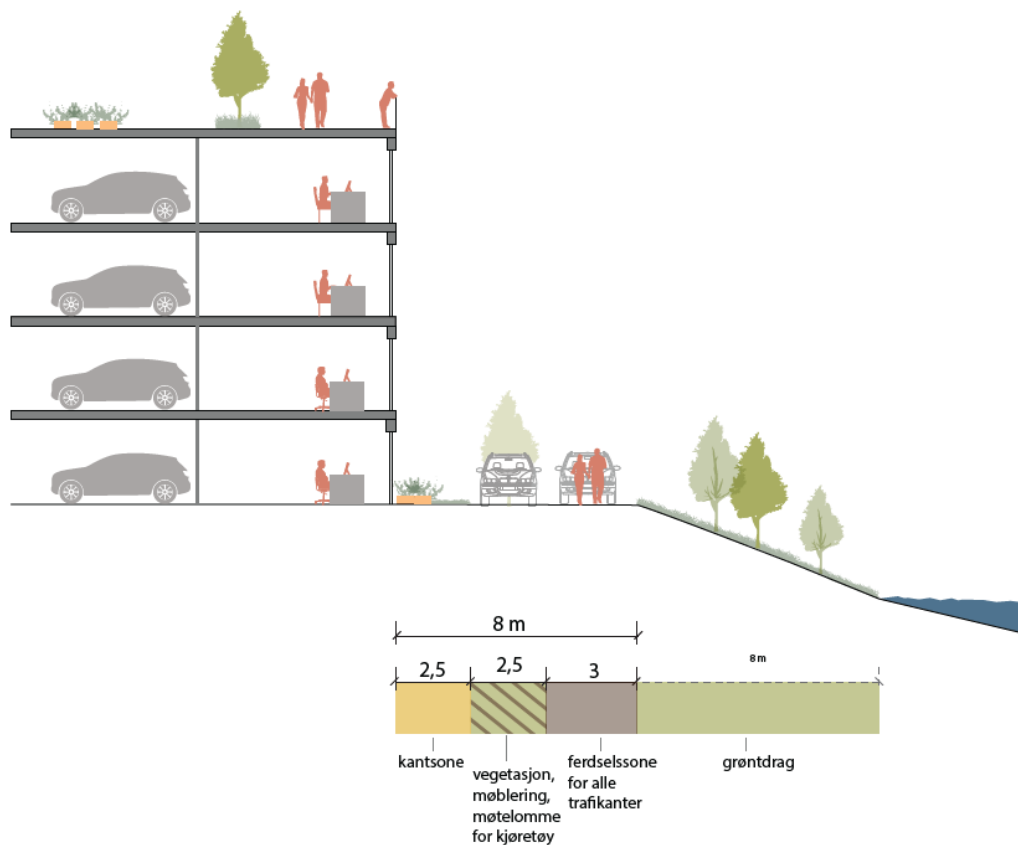 8 m
2,5
2,5
3
8 m
kantsone
vegetasjon,
møblering,
møtelomme
for kjøretøy
ferdselssone
for alle
trafikanter
grøntdrag